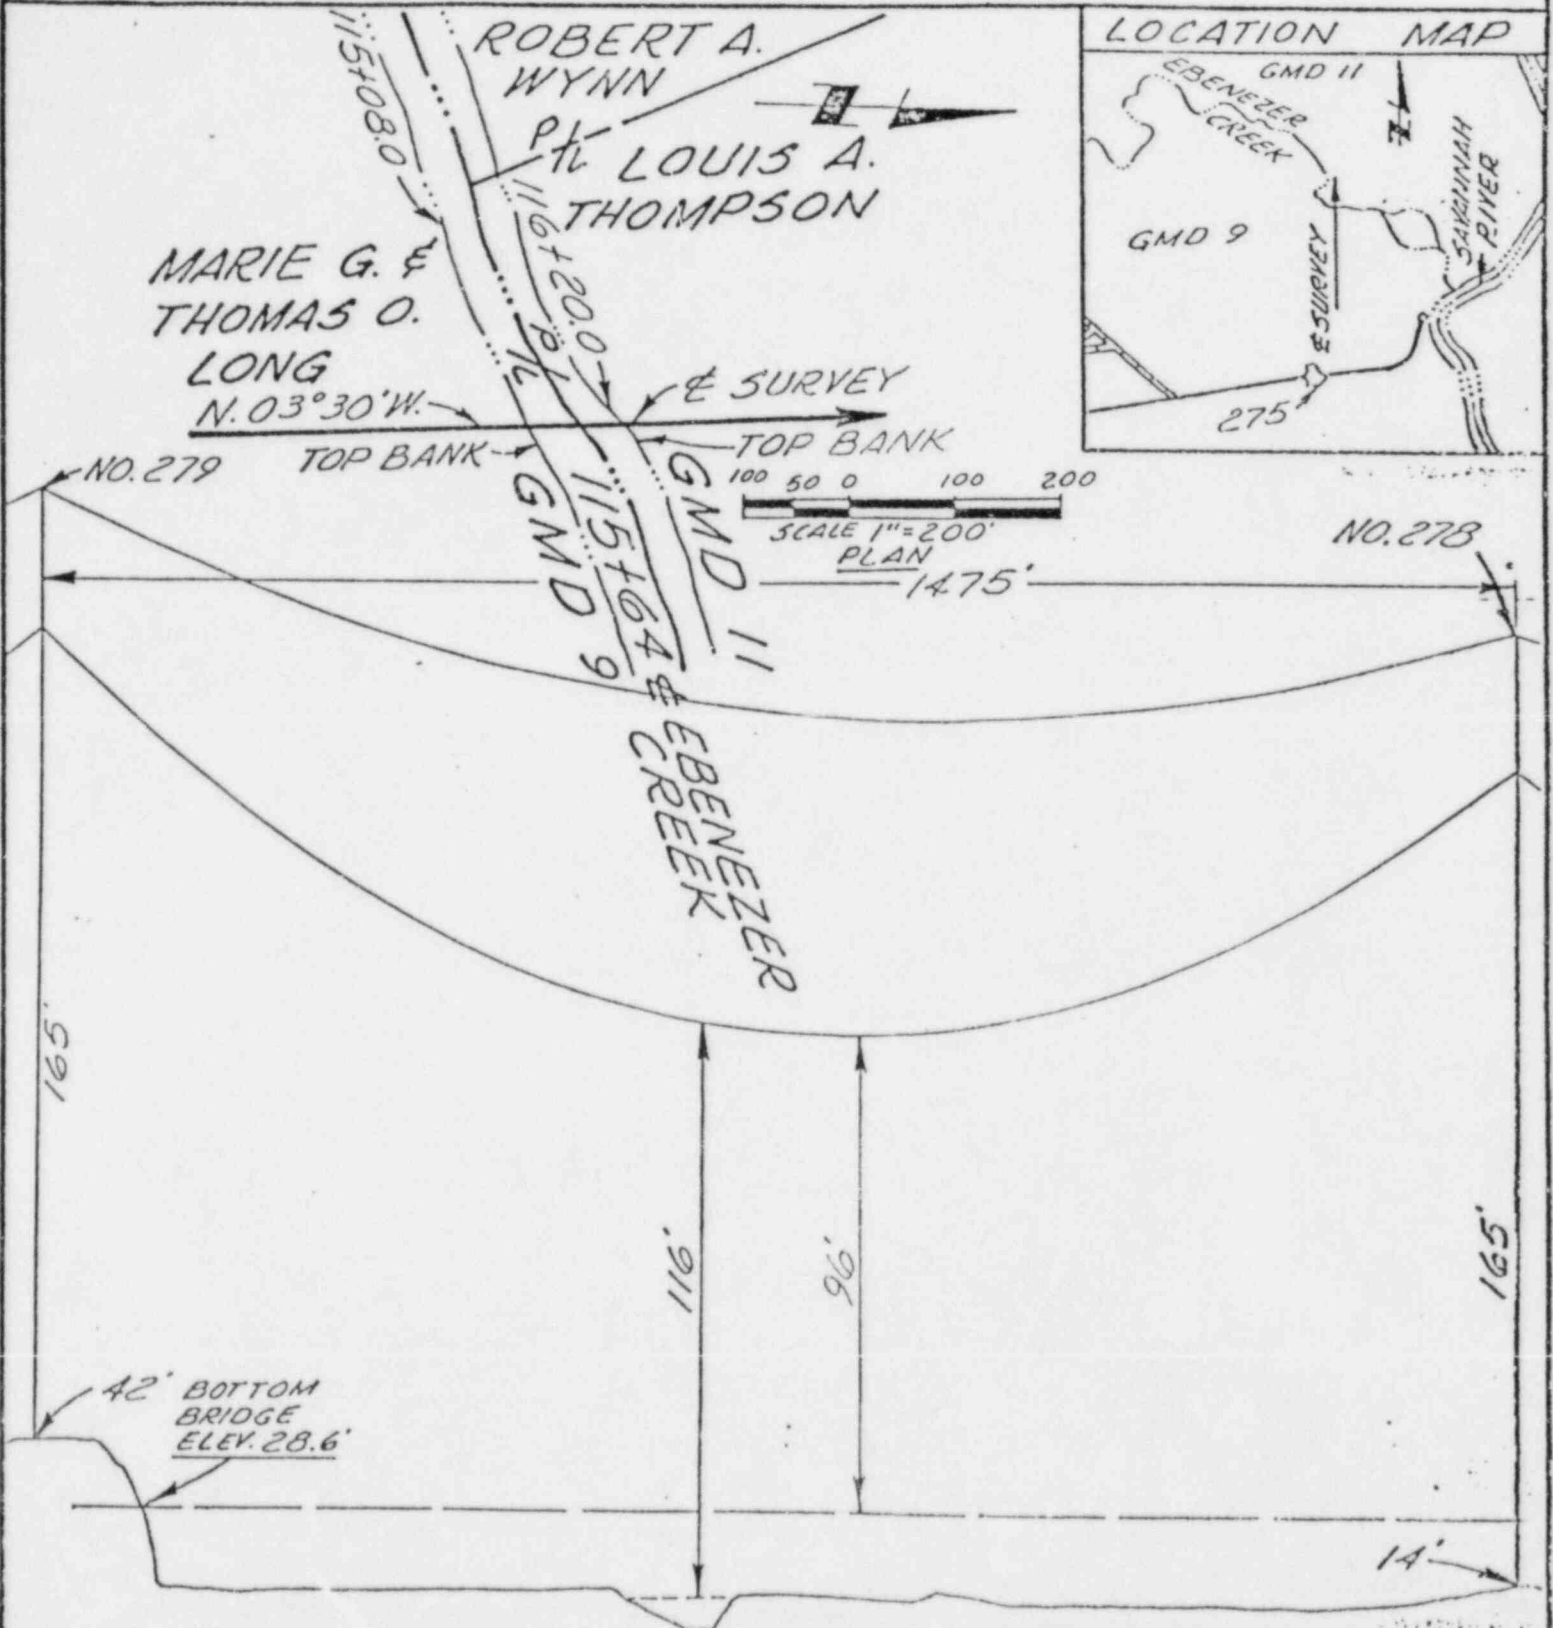 ROBERT A.
WYNN
115+08.0
P/L
LOUIS A.
THOMPSON
116+20.0
MARIE G. &
THOMAS O.
LONG
N. 03°30'W.
P/L
℄ SURVEY
TOP BANK
TOP BANK
LOCATION MAP
GMD 11
EBENEZER
CREEK
N
SAVANNAH
RIVER
GMD 9
℄ SURVEY
275
NO. 279
100 50 0 100 200
SCALE 1"=200'
PLAN
NO. 278
1475'
GMD 9
115+64 ℄ EBENEZER
CREEK
GMD 11
165'
116'
96'
165'
42'
BOTTOM
BRIDGE
ELEV. 28.6'
14'